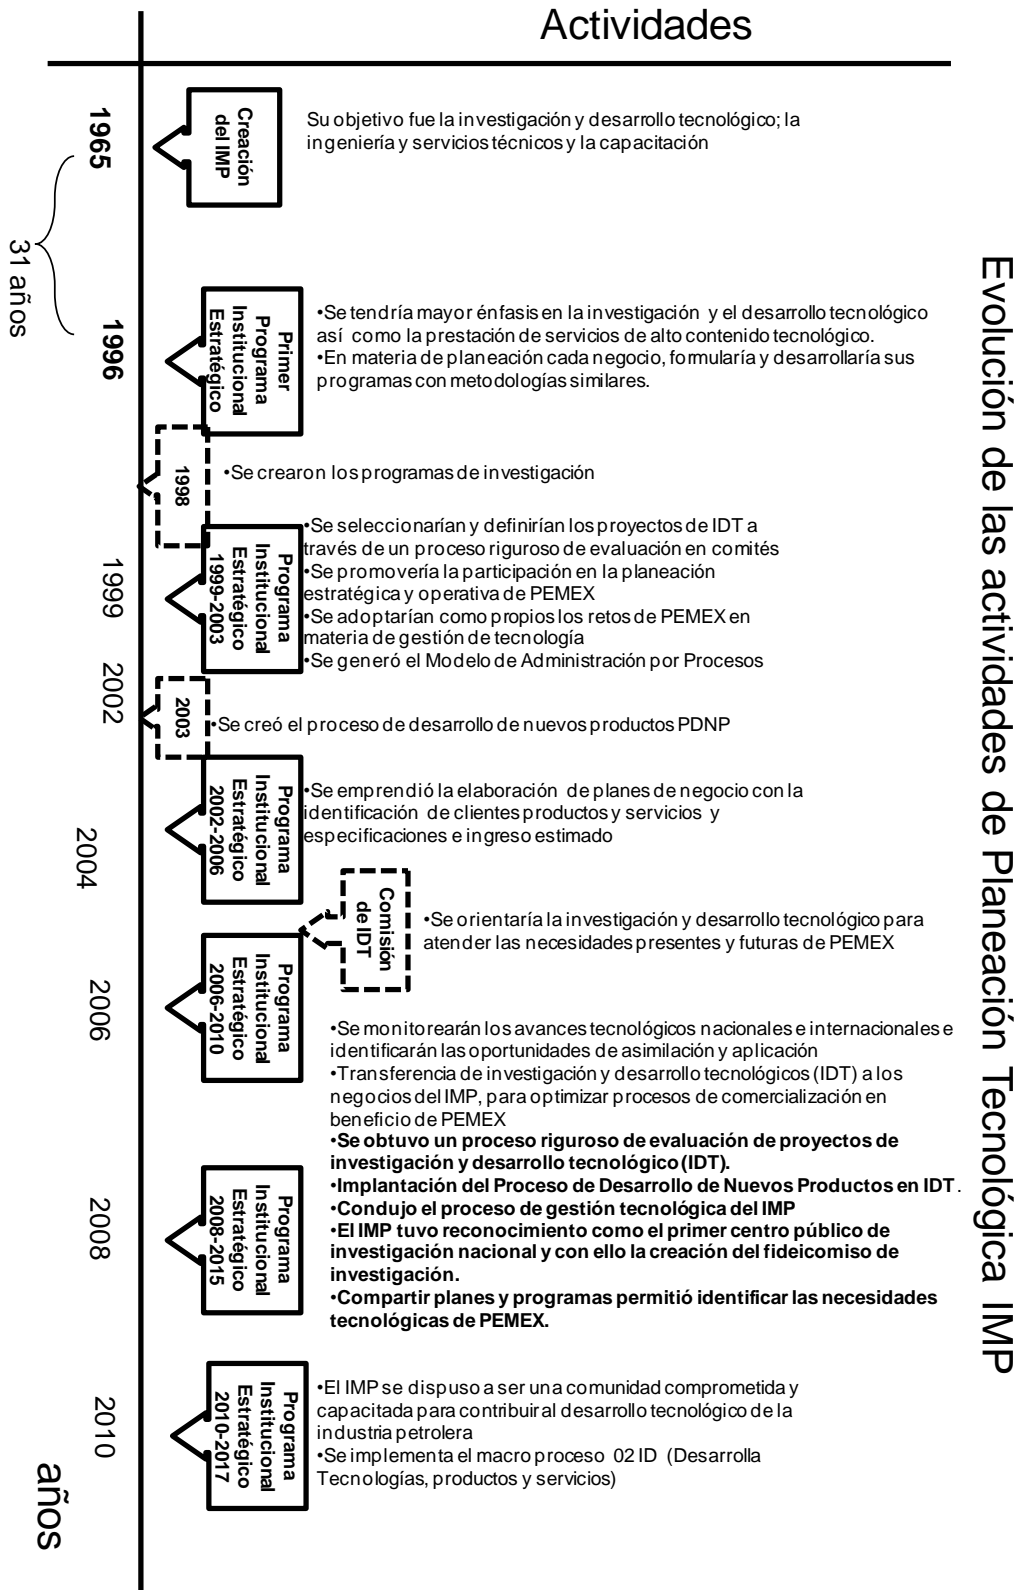 Evolución de las actividades de Planeación Tecnológica IMP
Actividades
1965
Creación
del IMP
Su objetivo fue la investigación y desarrollo tecnológico; la
ingeniería y servicios técnicos y la capacitación
31 años
1996
Primer
Programa
Institucional
Estratégico
•Se tendría mayor énfasis en la investigación y el desarrollo tecnológico
así como la prestación de servicios de alto contenido tecnológico.
•En materia de planeación cada negocio, formularía y desarrollaría sus
programas con metodologías similares.
1998
•Se crearon los programas de investigación
1999
Programa
Institucional
Estratégico
1999-2003
•Se seleccionarían y definirían los proyectos de IDT a
través de un proceso riguroso de evaluación en comités
•Se promovería la participación en la planeación
estratégica y operativa de PEMEX
•Se adoptarían como propios los retos de PEMEX en
materia de gestión de tecnología
•Se generó el Modelo de Administración por Procesos
2002
2003
•Se creó el proceso de desarrollo de nuevos productos PDNP
Programa
Institucional
Estratégico
2002-2006
•Se emprendió la elaboración de planes de negocio con la
identificación de clientes productos y servicios y
especificaciones e ingreso estimado
2004
Comisión
de IDT
•Se orientaría la investigación y desarrollo tecnológico para
atender las necesidades presentes y futuras de PEMEX
2006
Programa
Institucional
Estratégico
2006-2010
•Se monitorearán los avances tecnológicos nacionales e internacionales e
identificarán las oportunidades de asimilación y aplicación
•Transferencia de investigación y desarrollo tecnológicos (IDT) a los
negocios del IMP, para optimizar procesos de comercialización en
beneficio de PEMEX
•Se obtuvo un proceso riguroso de evaluación de proyectos de
investigación y desarrollo tecnológico (IDT).
•Implantación del Proceso de Desarrollo de Nuevos Productos en IDT.
•Condujo el proceso de gestión tecnológica del IMP
•El IMP tuvo reconocimiento como el primer centro público de
investigación nacional y con ello la creación del fideicomiso de
investigación.
•Compartir planes y programas permitió identificar las necesidades
tecnológicas de PEMEX.
2008
Programa
Institucional
Estratégico
2008-2015
2010
Programa
Institucional
Estratégico
2010-2017
•El IMP se dispuso a ser una comunidad comprometida y
capacitada para contribuir al desarrollo tecnológico de la
industria petrolera
•Se implementa el macro proceso 02 ID (Desarrolla
Tecnologías, productos y servicios)
años